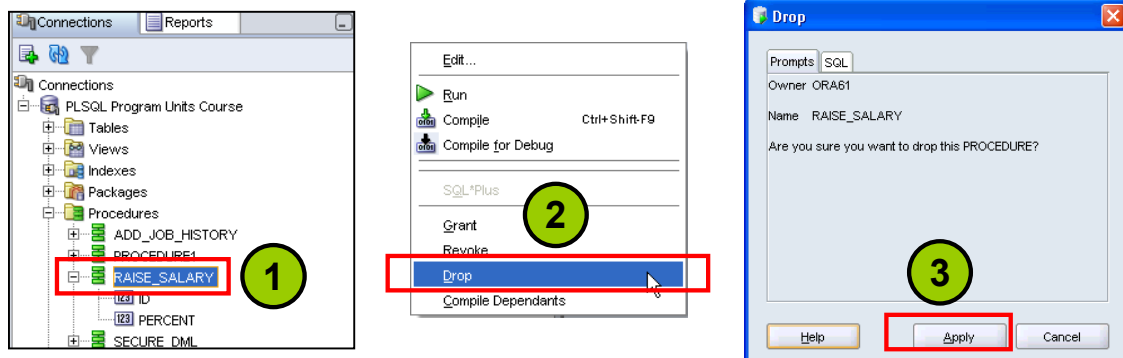 Connections
Reports
Connections
PLSQL Program Units Course
Tables
Views
Indexes
Packages
Procedures
ADD_JOB_HISTORY
PROCEDURE1
RAISE_SALARY
1
123 ID
123 PERCENT
SECURE_DML
Edit...
Run
Compile Ctrl+Shift-F9
Compile for Debug
SQL*Plus
Grant
2
Revoke
Drop
Compile Dependants
Drop
Prompts SQL
Owner ORA61
Name RAISE_SALARY
Are you sure you want to drop this PROCEDURE?
3
Help Apply Cancel